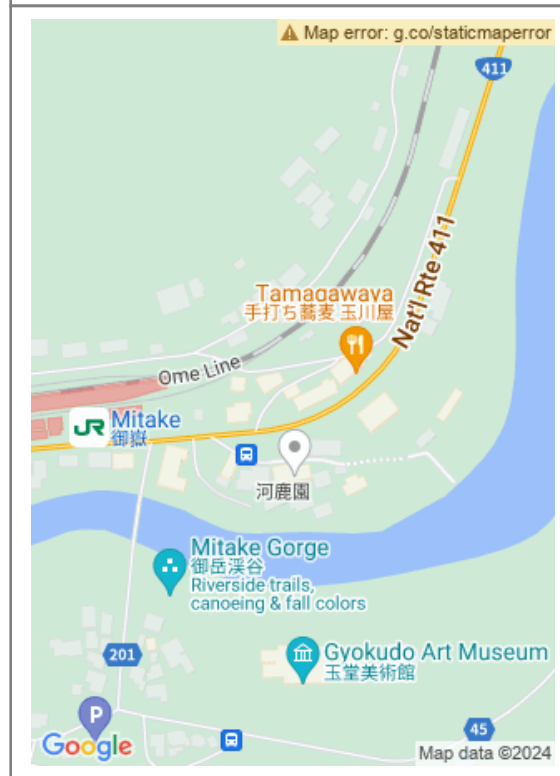 Map error: g.co/staticmaperror
411
Nat'l Rte 411
Tamagawaya
手打ち蕎麦 玉川屋
Ome Line
JR
Mitake
御嶽
河鹿園
Mitake Gorge
御岳渓谷
Riverside trails,
canoeing & fall colors
201
Gyokudo Art Museum
玉堂美術館
P
45
Google
Map data ©2024